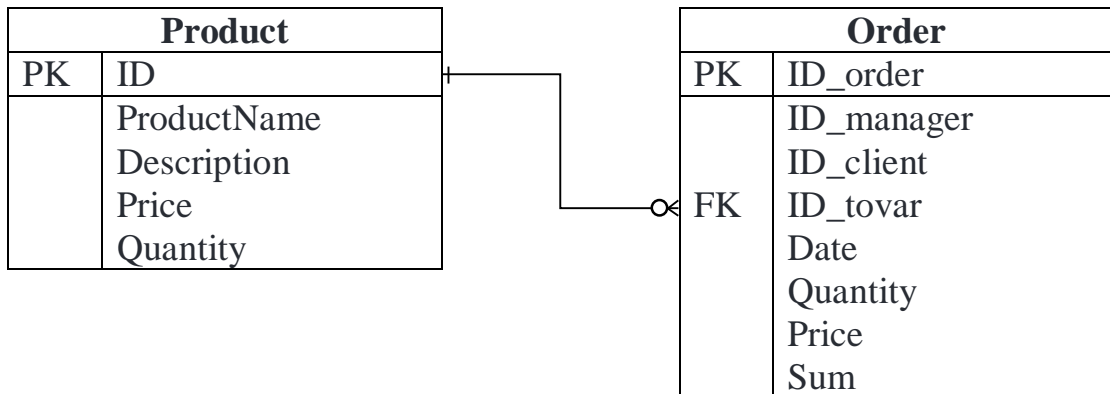 Product
PK ID
ProductName
Description
Price
Quantity
Order
PK ID_order
ID_manager
ID_client
FK ID_tovar
Date
Quantity
Price
Sum